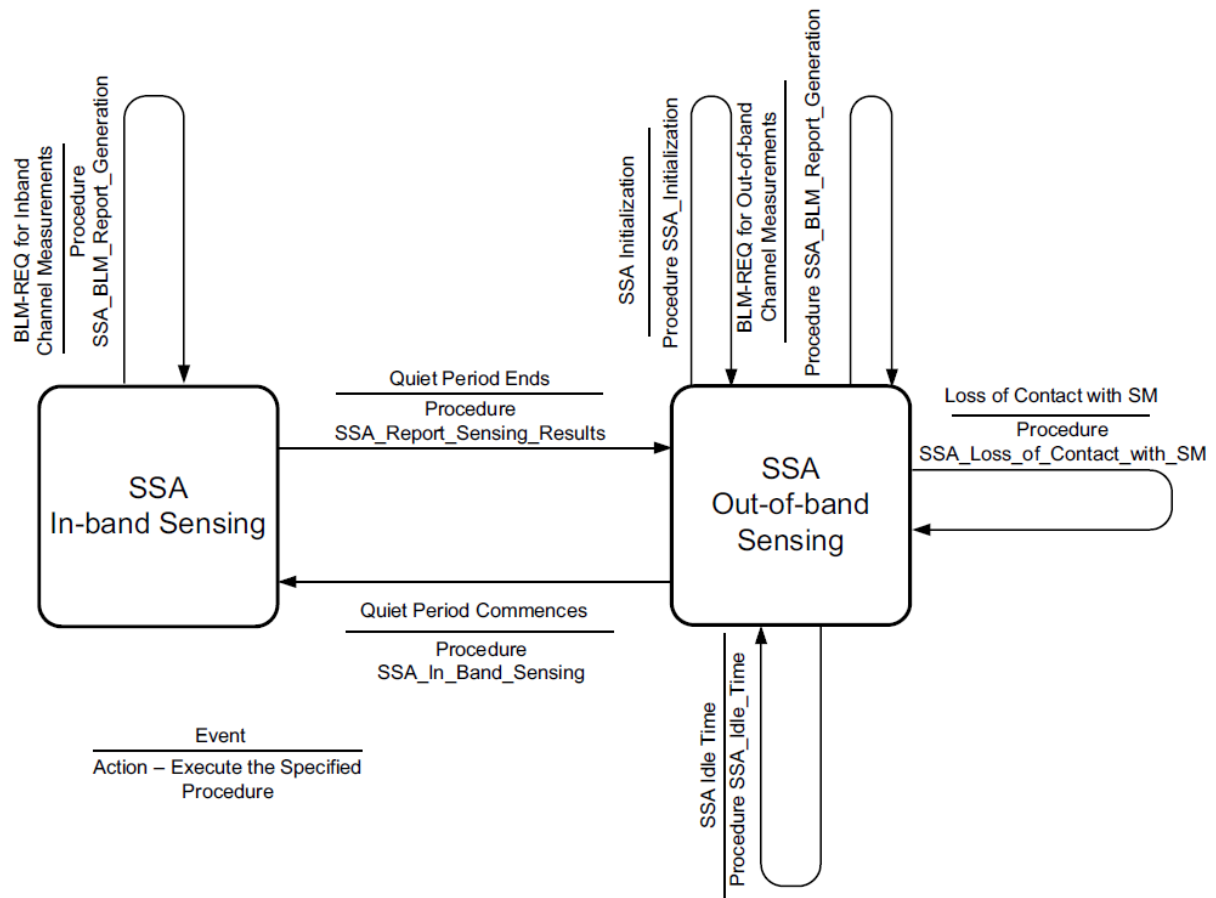 BLM-REQ for Inband
Channel Measurements
Procedure
SSA_BLM_Report_Generation
SSA Initialization
Procedure SSA_Initialization
BLM-REQ for Out-of-band
Channel Measurements
Procedure SSA_BLM_Report_Generation
Quiet Period Ends
Procedure
SSA_Report_Sensing_Results
Loss of Contact with SM
Procedure
SSA_Loss_of_Contact_with_SM
SSA
In-band Sensing
SSA
Out-of-band
Sensing
Quiet Period Commences
Procedure
SSA_In_Band_Sensing
SSA Idle Time
Procedure SSA_Idle_Time
Event
Action – Execute the Specified
Procedure